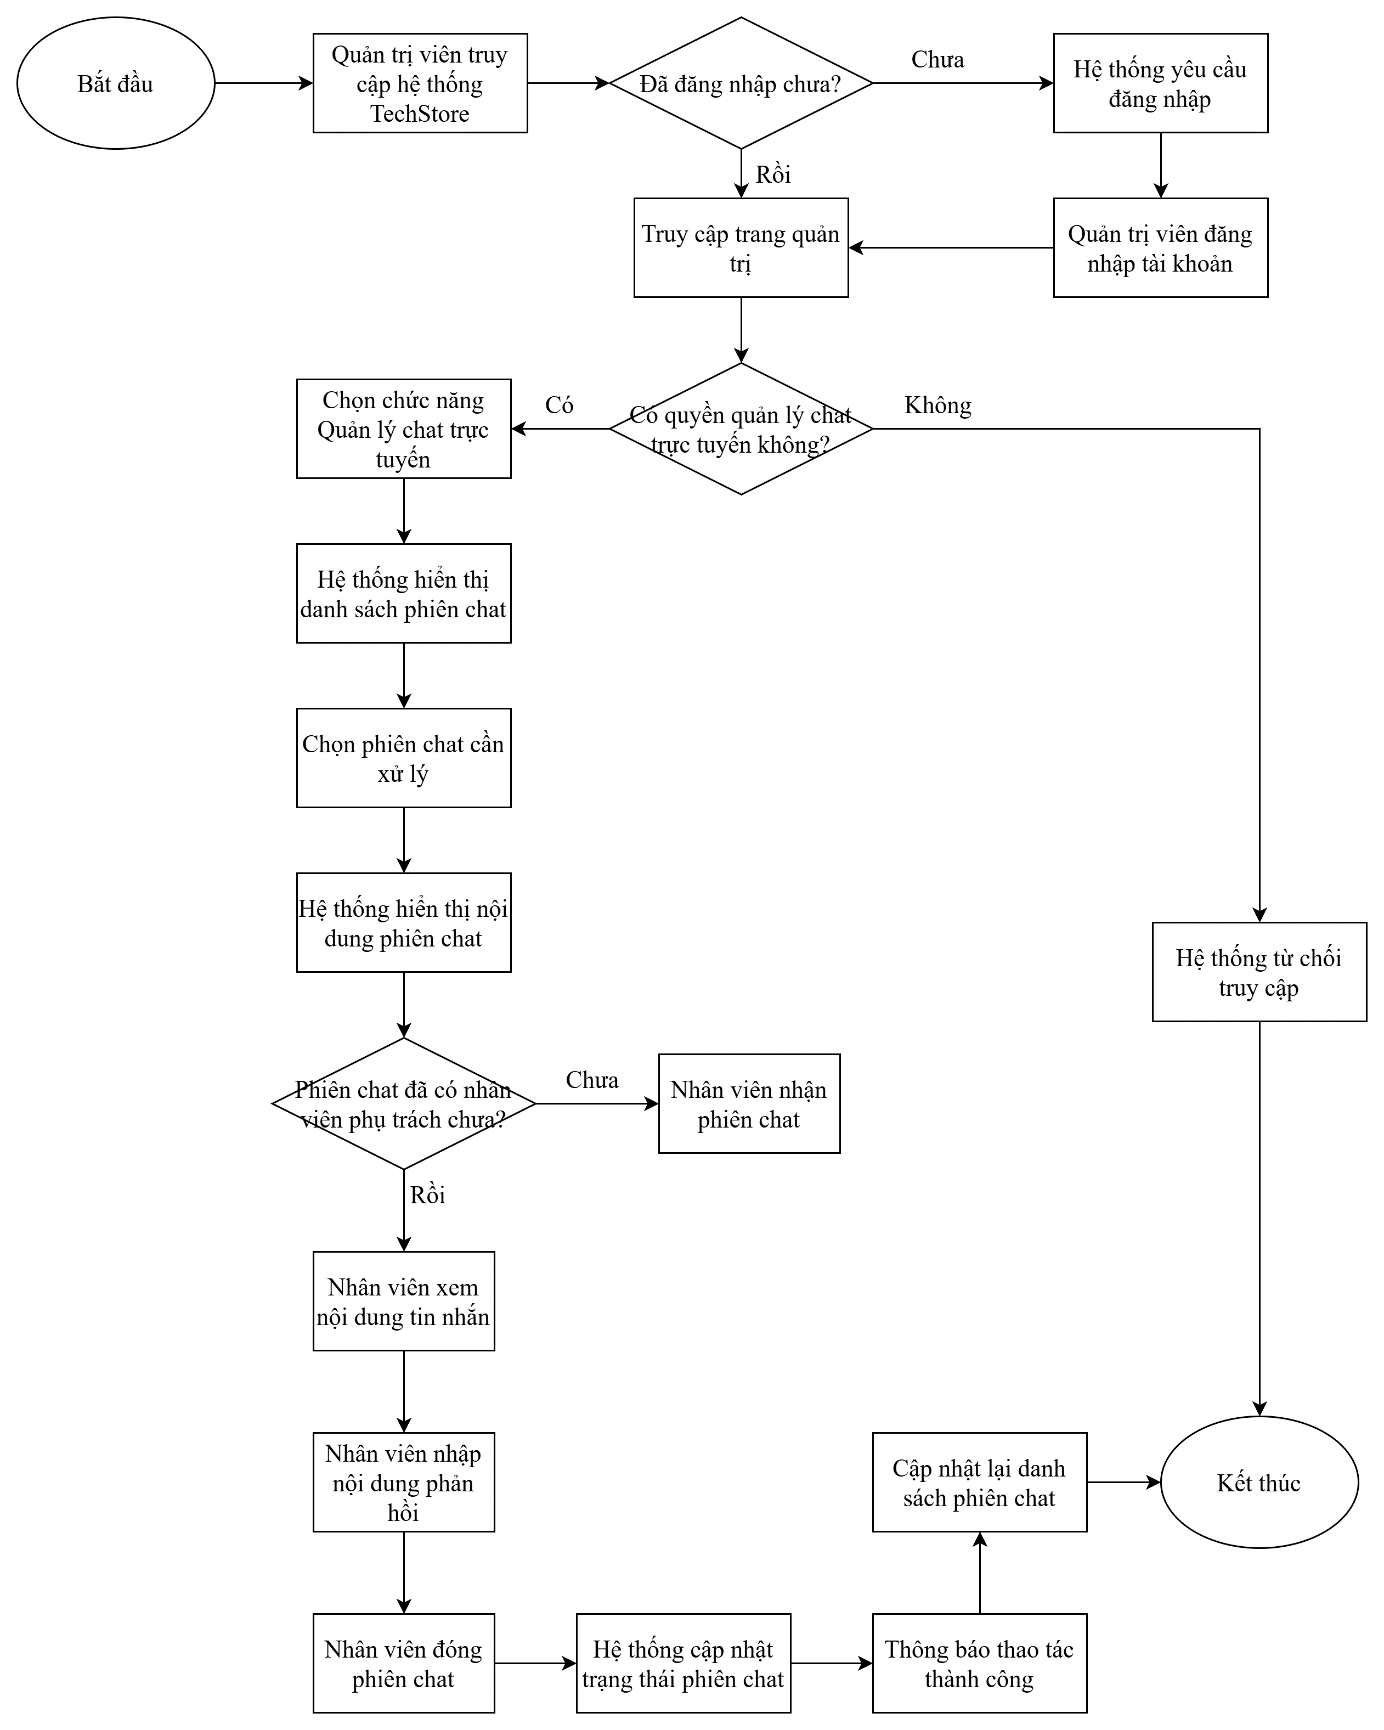 Bắt đầu
Quản trị viên truy
cập hệ thống
TechStore
Đã đăng nhập chưa?
Chưa
Hệ thống yêu cầu
đăng nhập
Rồi
Truy cập trang quản
trị
Quản trị viên đăng
nhập tài khoản
Chọn chức năng
Quản lý chat trực
tuyến
Có
Có quyền quản lý chat
trực tuyến không?
Không
Hệ thống hiển thị
danh sách phiên chat
Chọn phiên chat cần
xử lý
Hệ thống hiển thị nội
dung phiên chat
Hệ thống từ chối
truy cập
Phiên chat đã có nhân
viên phụ trách chưa?
Chưa
Nhân viên nhận
phiên chat
Rồi
Nhân viên xem
nội dung tin nhắn
Nhân viên nhập
nội dung phản
hồi
Cập nhật lại danh
sách phiên chat
Kết thúc
Nhân viên đóng
phiên chat
Hệ thống cập nhật
trạng thái phiên chat
Thông báo thao tác
thành công